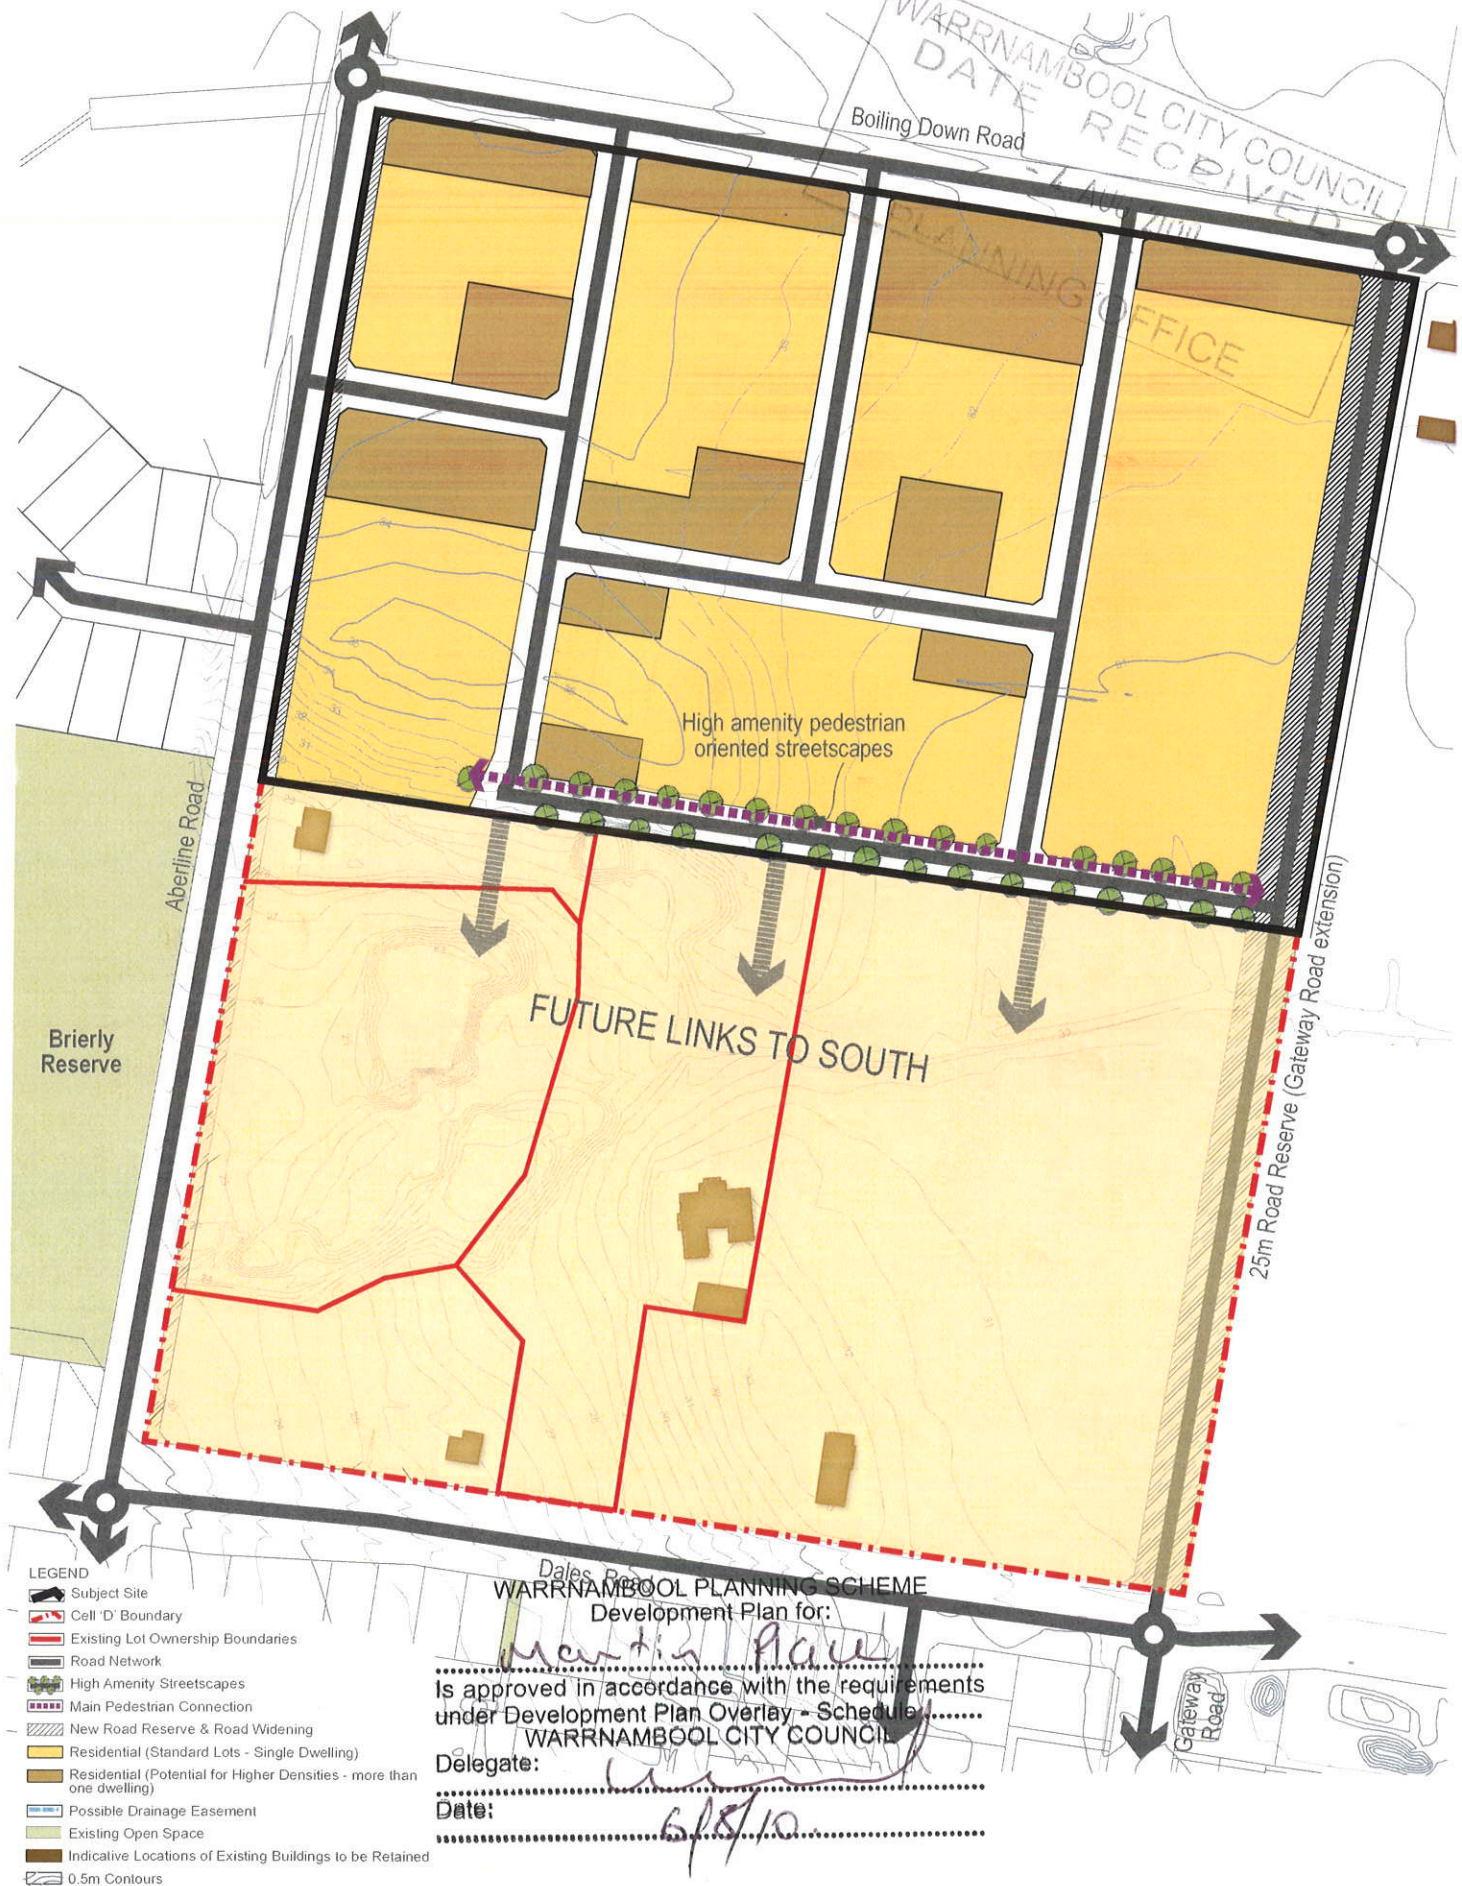 WARRNAMBOOL CITY COUNCIL
DATE RECEIVED
PLANNING OFFICE
Boiling Down Road
High amenity pedestrian
oriented streetscapes
Aberline Road
Brierly
Reserve
FUTURE LINKS TO SOUTH
25m Road Reserve (Gateway Road extension)
Dales Road
Gateway
Road
LEGEND
Subject Site
Cell 'D' Boundary
Existing Lot Ownership Boundaries
Road Network
High Amenity Streetscapes
Main Pedestrian Connection
New Road Reserve & Road Widening
Residential (Standard Lots - Single Dwelling)
Residential (Potential for Higher Densities - more than
one dwelling)
Possible Drainage Easement
Existing Open Space
Indicative Locations of Existing Buildings to be Retained
0.5m Contours
WARRNAMBOOL PLANNING SCHEME
Development Plan for:
Martin Place
Is approved in accordance with the requirements
under Development Plan Overlay - Schedule
WARRNAMBOOL CITY COUNCIL
Delegate:
Date:
6/8/10.